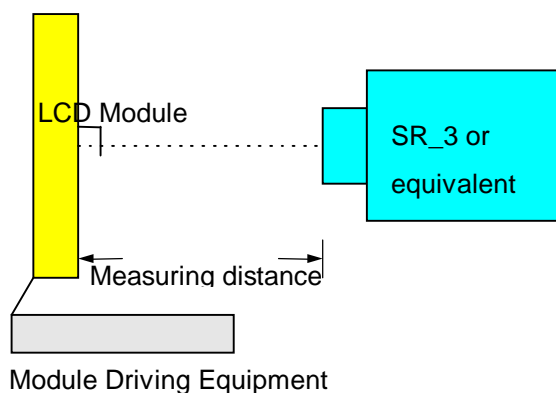 LCD Module
SR_3 or
equivalent
Measuring distance
Module Driving Equipment